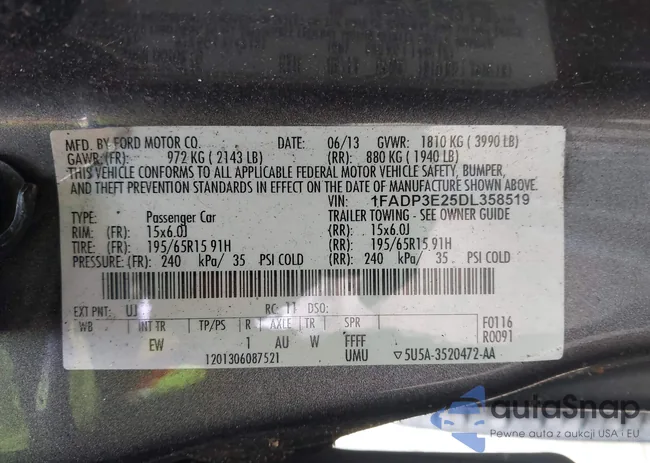 MFD. BY FORD MOTOR CO. DATE: 06/13 GVWR: 1810 KG ( 3990 LB)
GAWR: (FR): 972 KG ( 2143 LB) (RR): 880 KG ( 1940 LB)
THIS VEHICLE CONFORMS TO ALL APPLICABLE FEDERAL MOTOR VEHICLE SAFETY, BUMPER,
AND THEFT PREVENTION STANDARDS IN EFFECT ON THE DATE OF MANUFACTURE SHOWN ABOVE.
VIN: 1FADP3E25DL358519
TYPE: Passenger Car TRAILER TOWING - SEE OWNER GUIDE
RIM: (FR): 15x6.0J (RR): 15x6.0J
TIRE: (FR): 195/65R15 91H (RR): 195/65R15 91H
PRESSURE: (FR): 240 kPa/ 35 PSI COLD (RR): 240 kPa/ 35 PSI COLD
EXT PNT: UJ RC: 11 DSO:
WB INT TR TP/PS R AXLE TR SPR F0116
EW 1 AU W FFFF R0091
1201306087521 UMU 5U5A-3520472-AA
autoSnap
Pewne auta z aukcji USA i EU